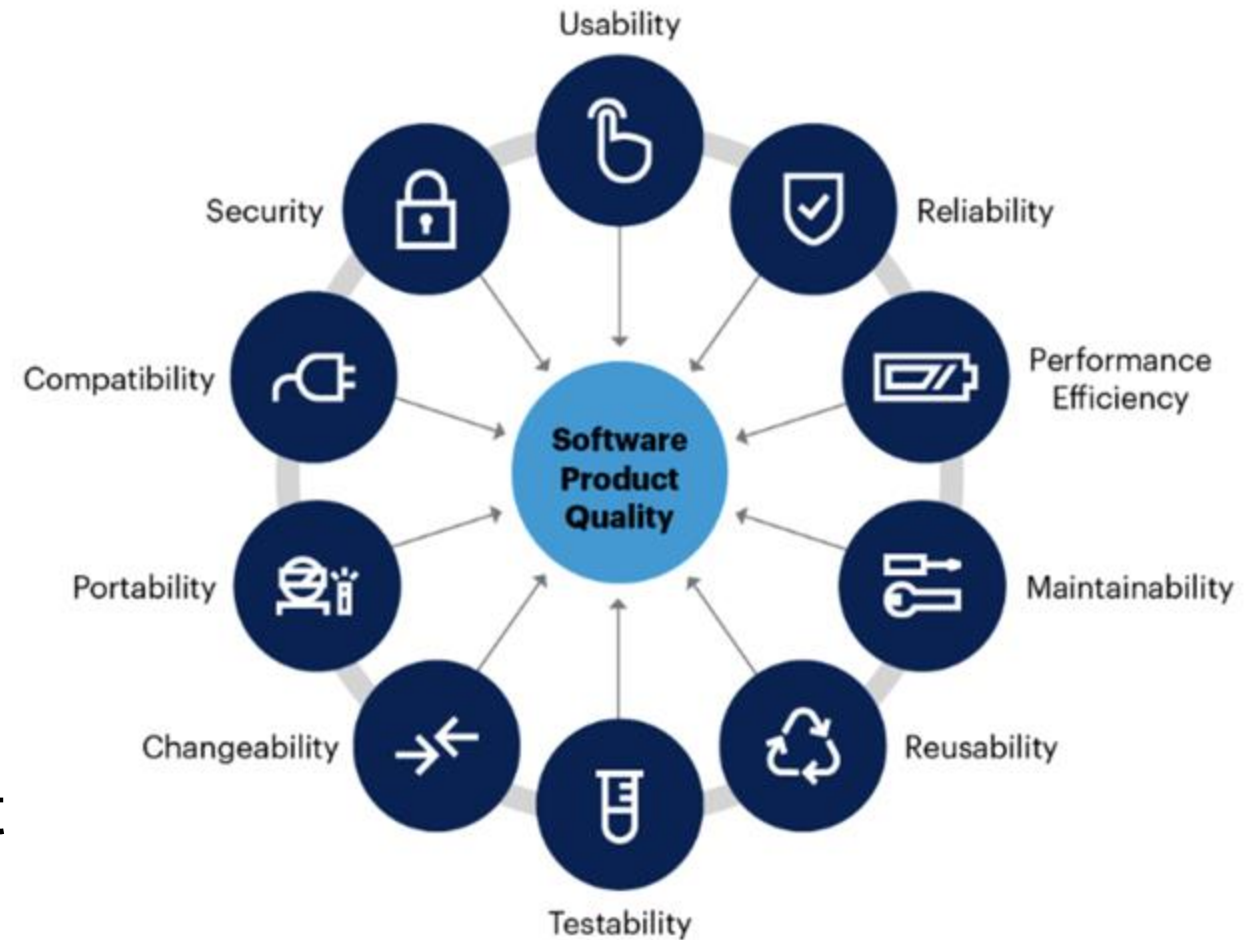 Usability
Security
Reliability
Compatibility
Performance
Efficiency
Software
Product
Quality
Portability
Maintainability
Changeability
Reusability
Testability